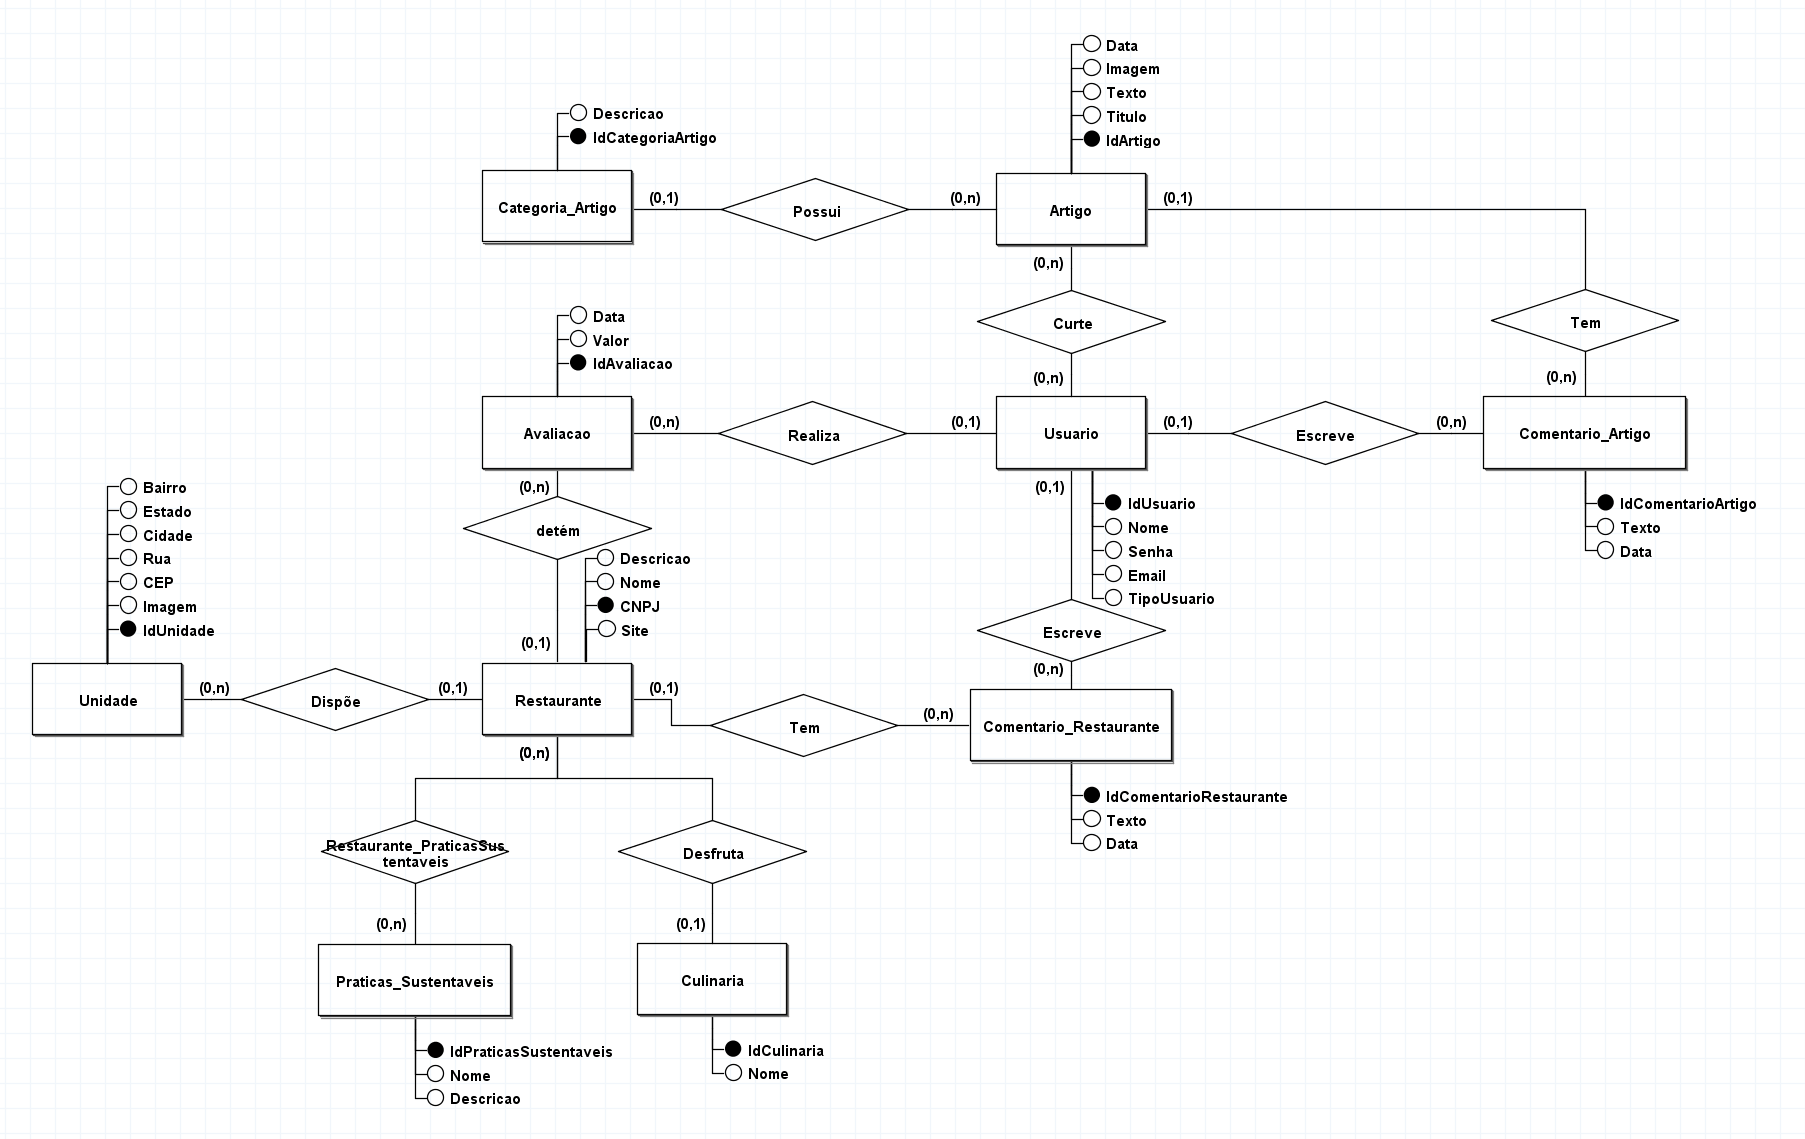 Data
Imagem
Texto
Titulo
IdArtigo
Descricao
IdCategoriaArtigo
Categoria_Artigo
(0,1)
Possui
(0,n)
Artigo
(0,1)
(0,n)
Curte
(0,n)
Tem
(0,n)
Data
Valor
IdAvaliacao
Avaliacao
(0,n)
Realiza
(0,1)
Usuario
(0,1)
Escreve
(0,n)
Comentario_Artigo
IdComentarioArtigo
Texto
Data
(0,n)
detém
(0,1)
(0,1)
IdUsuario
Nome
Senha
Email
TipoUsuario
Escreve
(0,n)
Bairro
Estado
Cidade
Rua
CEP
Imagem
IdUnidade
Descricao
Nome
CNPJ
Site
Unidade
(0,n)
Dispõe
(0,1)
Restaurante
(0,1)
Tem
(0,n)
Comentario_Restaurante
IdComentarioRestaurante
Texto
Data
(0,n)
Restaurante_PraticasSus
tentaveis
Desfruta
(0,n)
(0,1)
Praticas_Sustentaveis
Culinaria
IdPraticasSustentaveis
Nome
Descricao
IdCulinaria
Nome